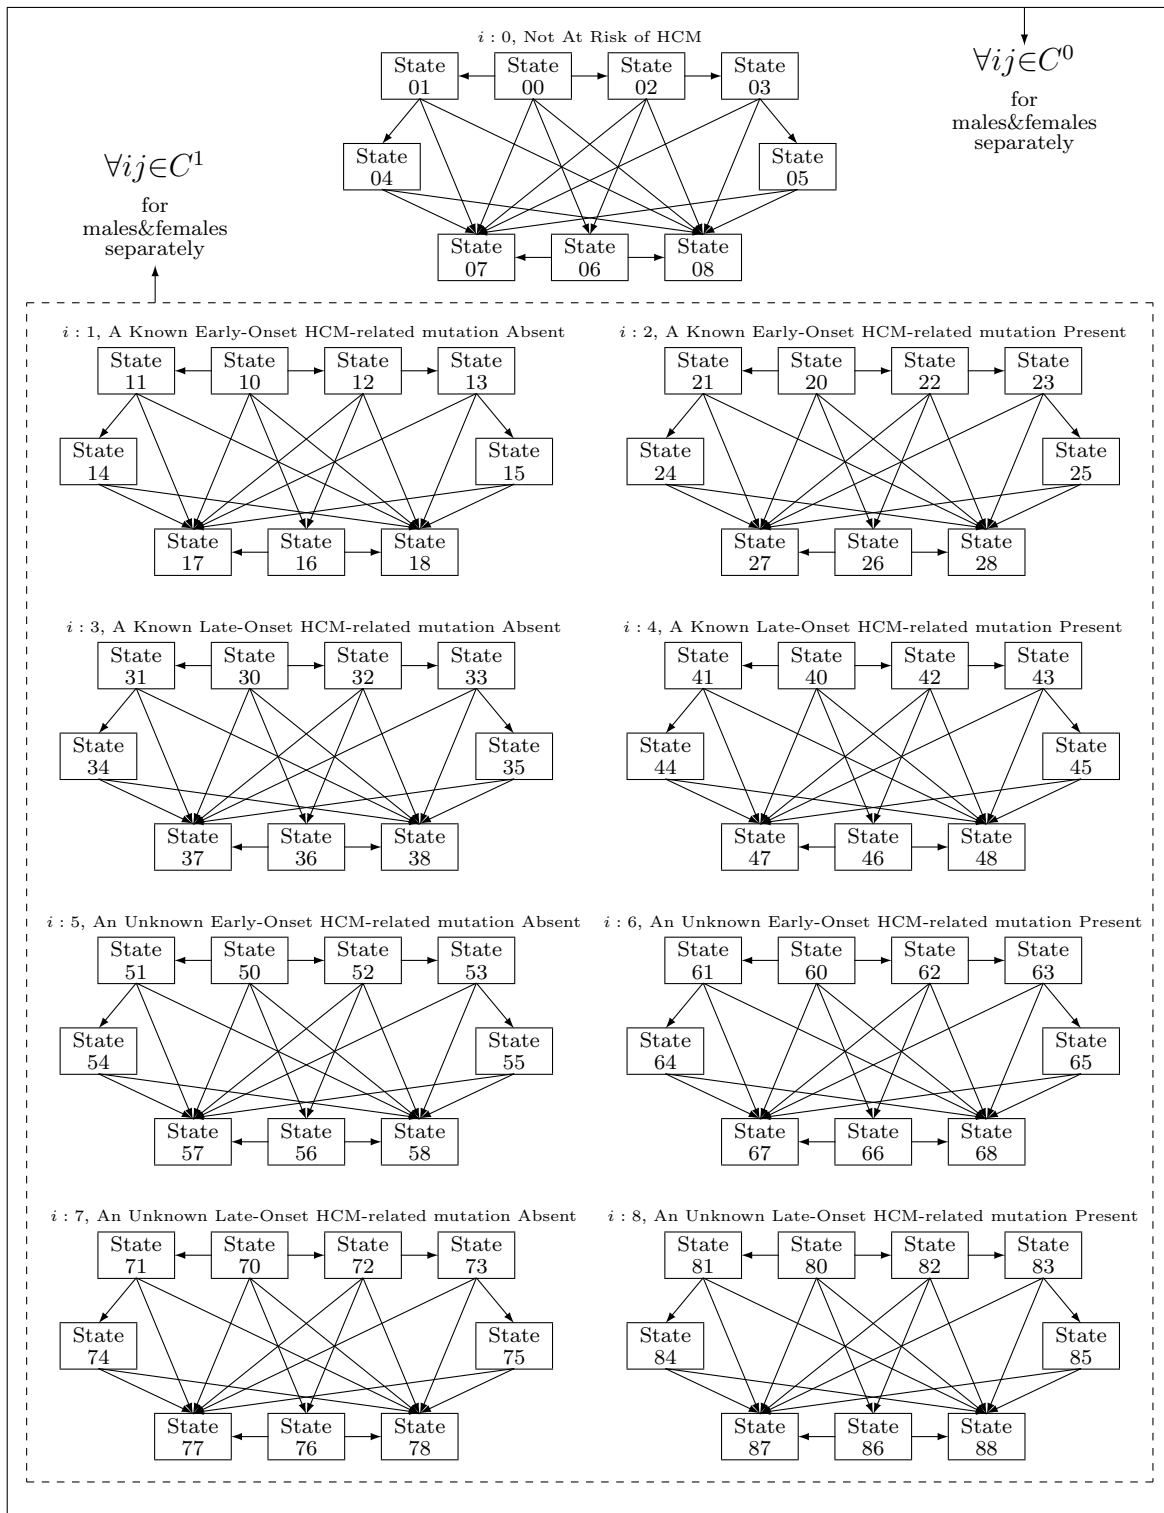 i : 0, Not At Risk of HCM
State 01
State 00
State 02
State 03
State 04
State 05
State 07
State 06
State 08
∀ij∈C⁰
for
males&females
separately
∀ij∈C¹
for
males&females
separately
i : 1, A Known Early-Onset HCM-related mutation Absent
State 11
State 10
State 12
State 13
State 14
State 15
State 17
State 16
State 18
i : 2, A Known Early-Onset HCM-related mutation Present
State 21
State 20
State 22
State 23
State 24
State 25
State 27
State 26
State 28
i : 3, A Known Late-Onset HCM-related mutation Absent
State 31
State 30
State 32
State 33
State 34
State 35
State 37
State 36
State 38
i : 4, A Known Late-Onset HCM-related mutation Present
State 41
State 40
State 42
State 43
State 44
State 45
State 47
State 46
State 48
i : 5, An Unknown Early-Onset HCM-related mutation Absent
State 51
State 50
State 52
State 53
State 54
State 55
State 57
State 56
State 58
i : 6, An Unknown Early-Onset HCM-related mutation Present
State 61
State 60
State 62
State 63
State 64
State 65
State 67
State 66
State 68
i : 7, An Unknown Late-Onset HCM-related mutation Absent
State 71
State 70
State 72
State 73
State 74
State 75
State 77
State 76
State 78
i : 8, An Unknown Late-Onset HCM-related mutation Present
State 81
State 80
State 82
State 83
State 84
State 85
State 87
State 86
State 88